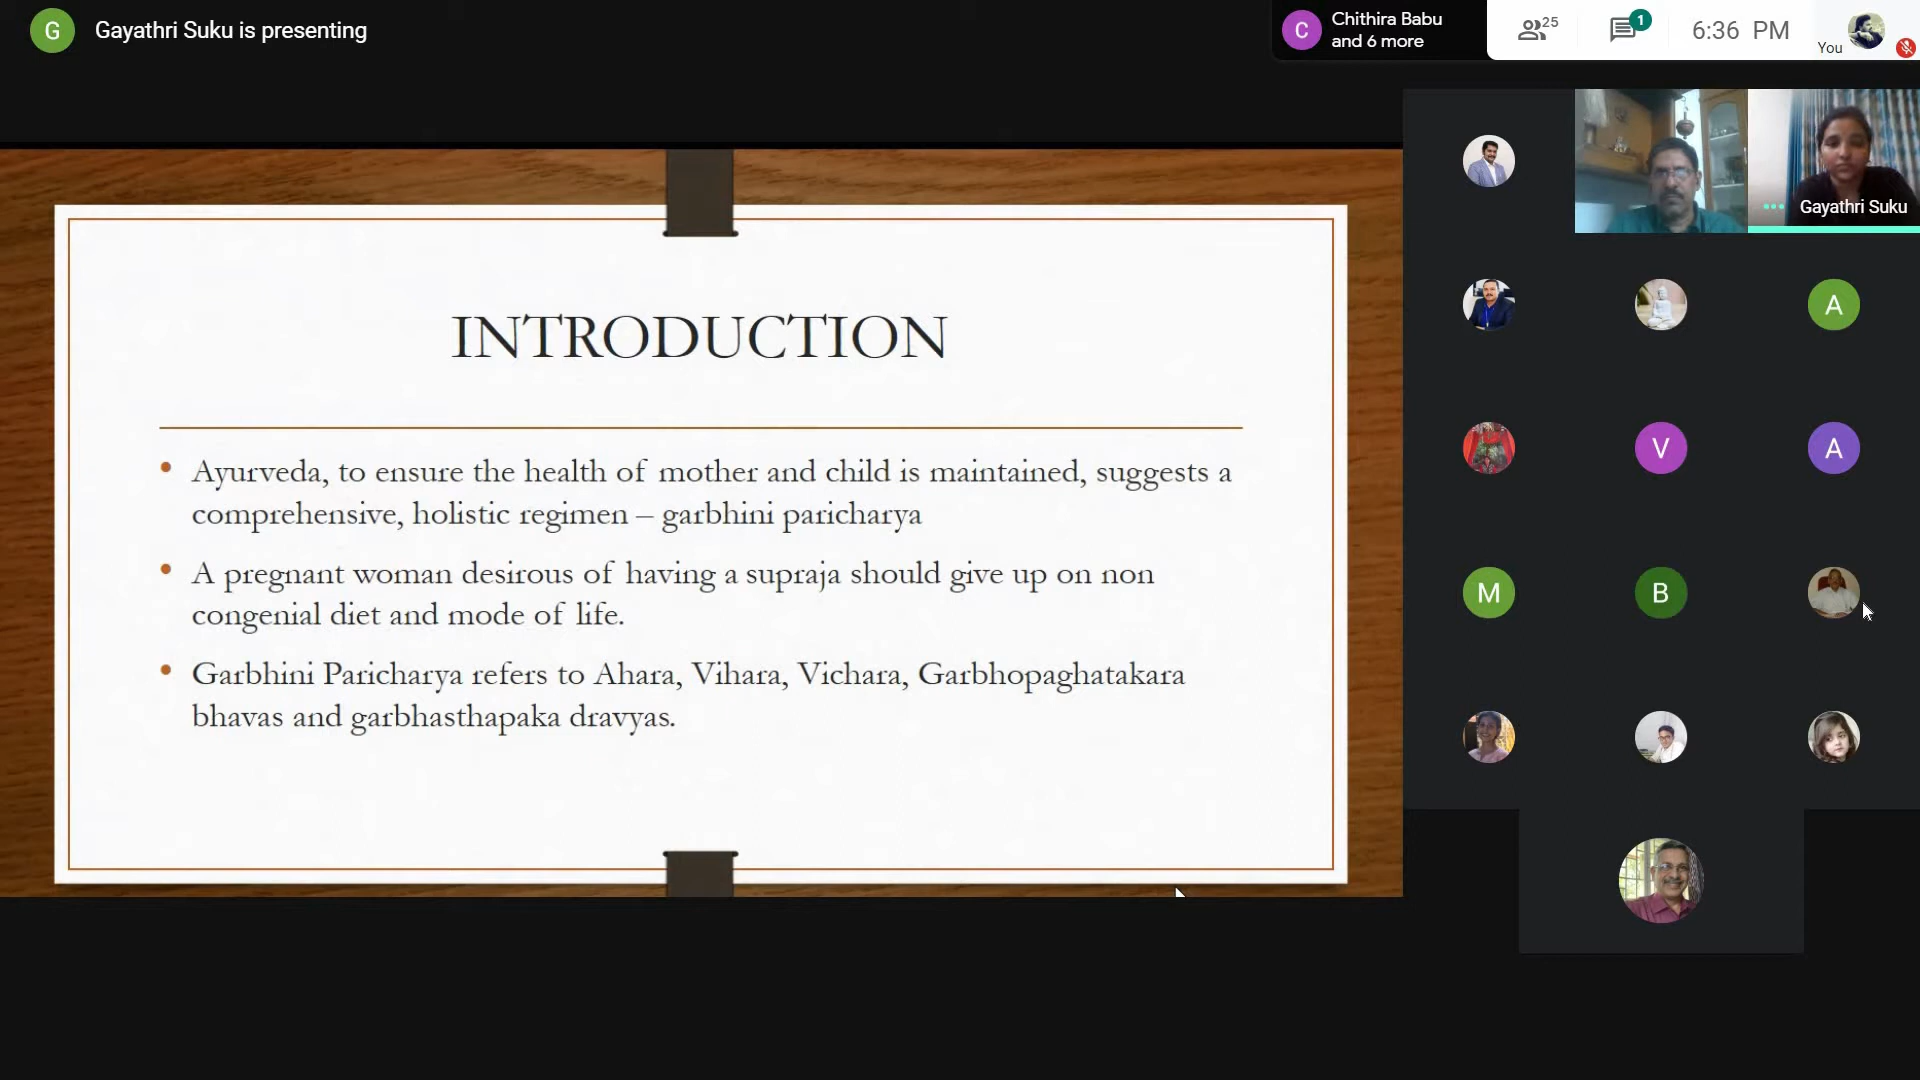 G
Gayathri Suku is presenting
C
Chithira Babu
and 6 more
25
1
6:36 PM
You
Gayathri Suku
INTRODUCTION
• Ayurveda, to ensure the health of mother and child is maintained, suggests a
comprehensive, holistic regimen – garbhini paricharya
• A pregnant woman desirous of having a supraja should give up on non
congenial diet and mode of life.
• Garbhini Paricharya refers to Ahara, Vihara, Vichara, Garbhopaghatakara
bhavas and garbhasthapaka dravyas.
A
V
A
M
B